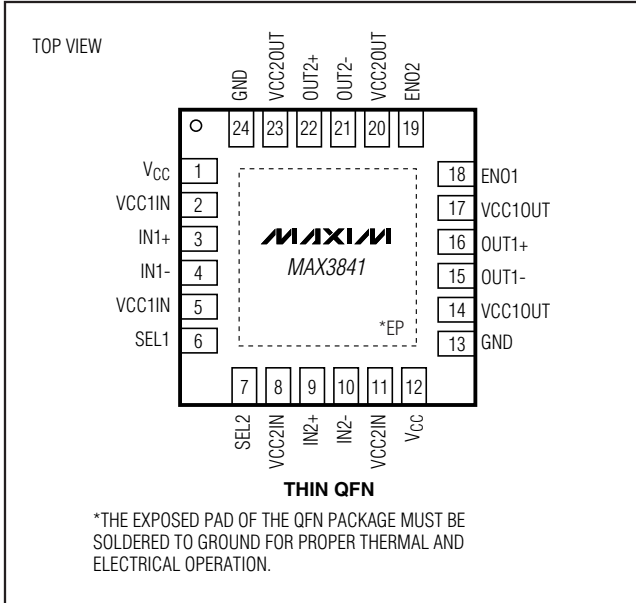 TOP VIEW
GND
VCC2OUT
OUT2+
OUT2-
VCC2OUT
ENO2
24 23 22 21 20 19
VCC 1
VCC1IN 2
IN1+ 3
IN1- 4
VCC1IN 5
SEL1 6
MAXIM
MAX3841
*EP
18 ENO1
17 VCC1OUT
16 OUT1+
15 OUT1-
14 VCC1OUT
13 GND
7 8 9 10 11 12
SEL2
VCC2IN
IN2+
IN2-
VCC2IN
VCC
THIN QFN
*THE EXPOSED PAD OF THE QFN PACKAGE MUST BE
SOLDERED TO GROUND FOR PROPER THERMAL AND
ELECTRICAL OPERATION.